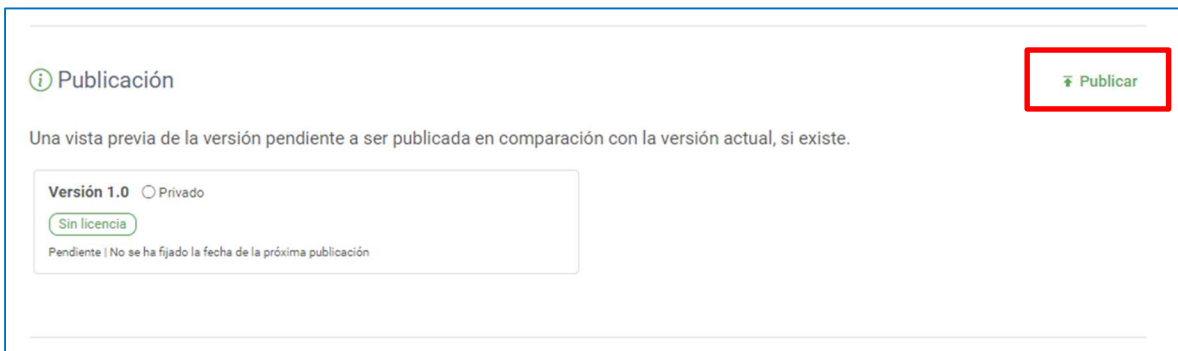 Publicación
Publicar
Una vista previa de la versión pendiente a ser publicada en comparación con la versión actual, si existe.
Versión 1.0 Privado
Sin licencia
Pendiente | No se ha fijado la fecha de la próxima publicación